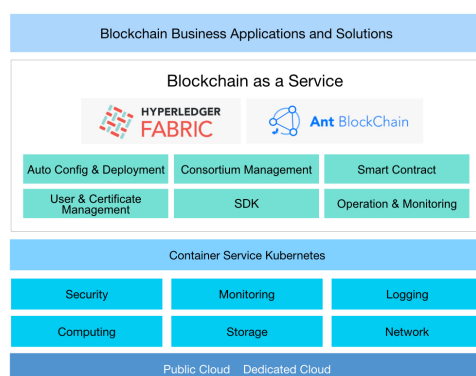 Blockchain Business Applications and Solutions
Blockchain as a Service
HYPERLEDGER
FABRIC
Ant BlockChain
Auto Config & Deployment
Consortium Management
Smart Contract
User & Certificate
Management
SDK
Operation & Monitoring
Container Service Kubernetes
Security
Monitoring
Logging
Computing
Storage
Network
Public Cloud Dedicated Cloud